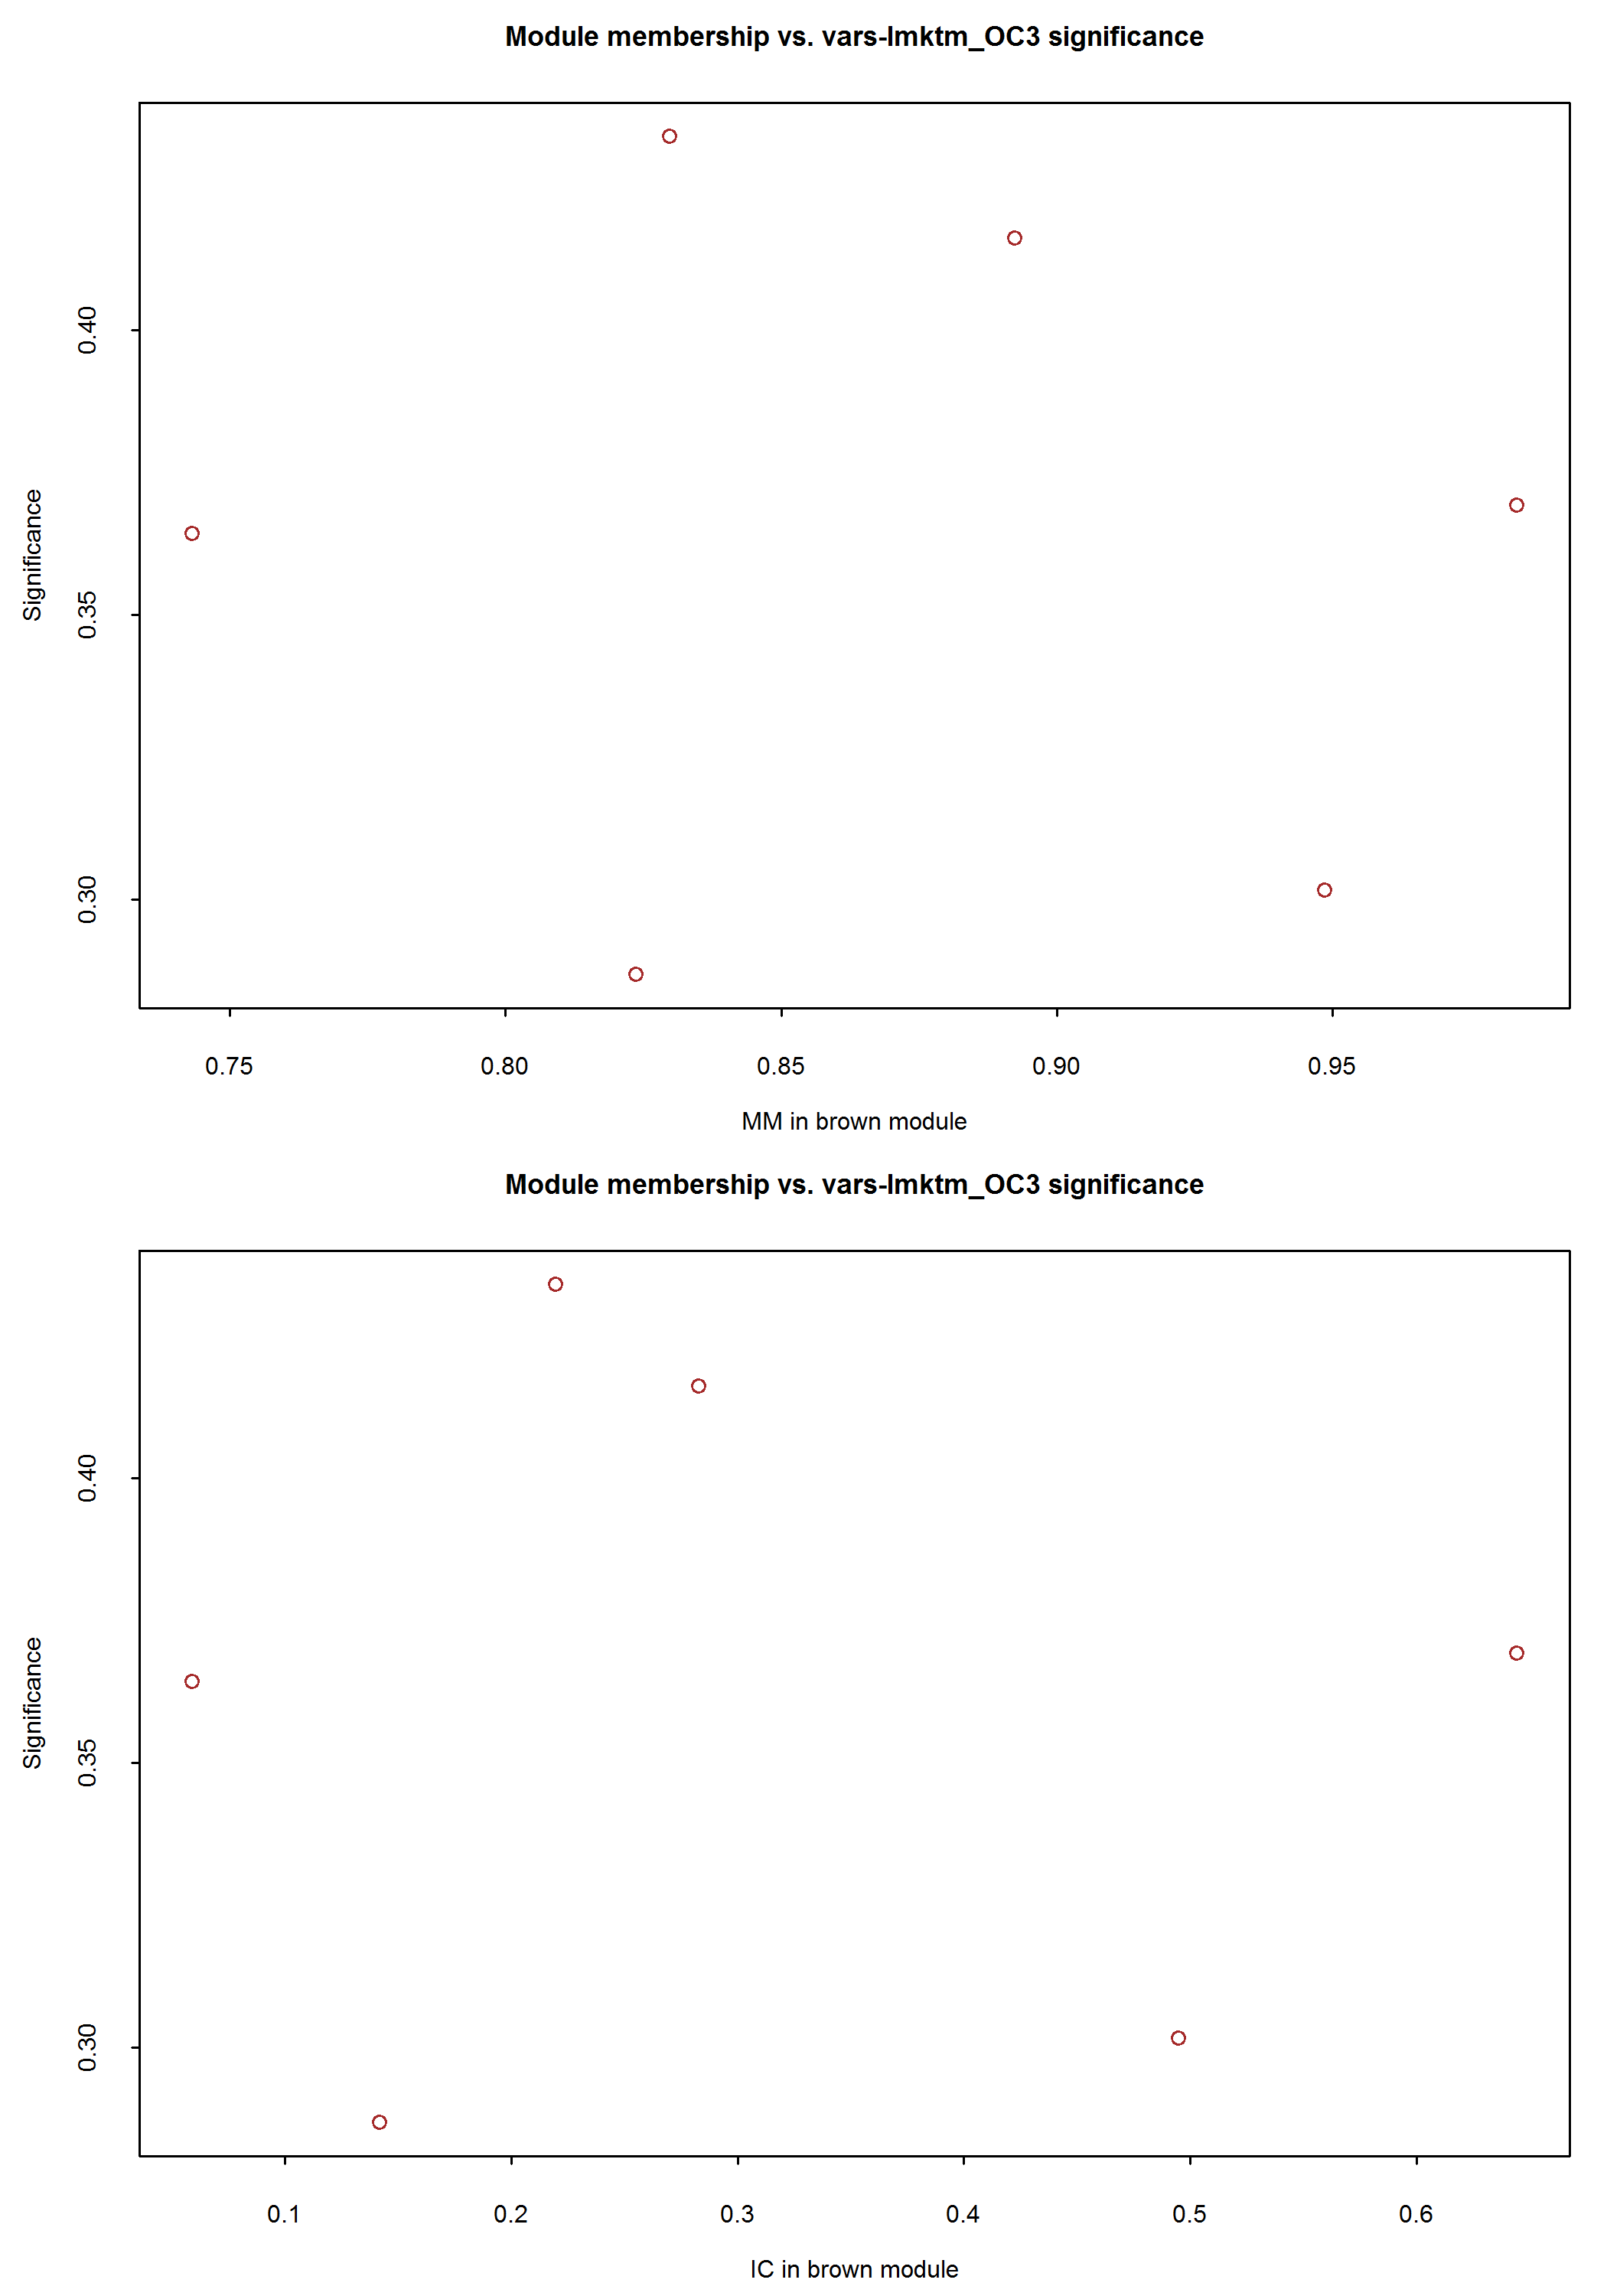 Module membership vs. vars-lmktm_OC3 significance
Significance
0.40
0.35
0.30
0.75 0.80 0.85 0.90 0.95
MM in brown module
Module membership vs. vars-lmktm_OC3 significance
Significance
0.40
0.35
0.30
0.1 0.2 0.3 0.4 0.5 0.6
IC in brown module